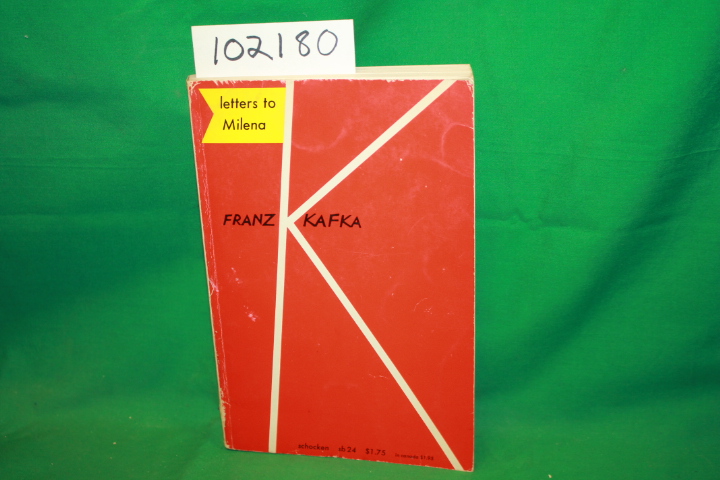 102180
letters to
Milena
FRANZ KAFKA
schocken sb24 $1.75